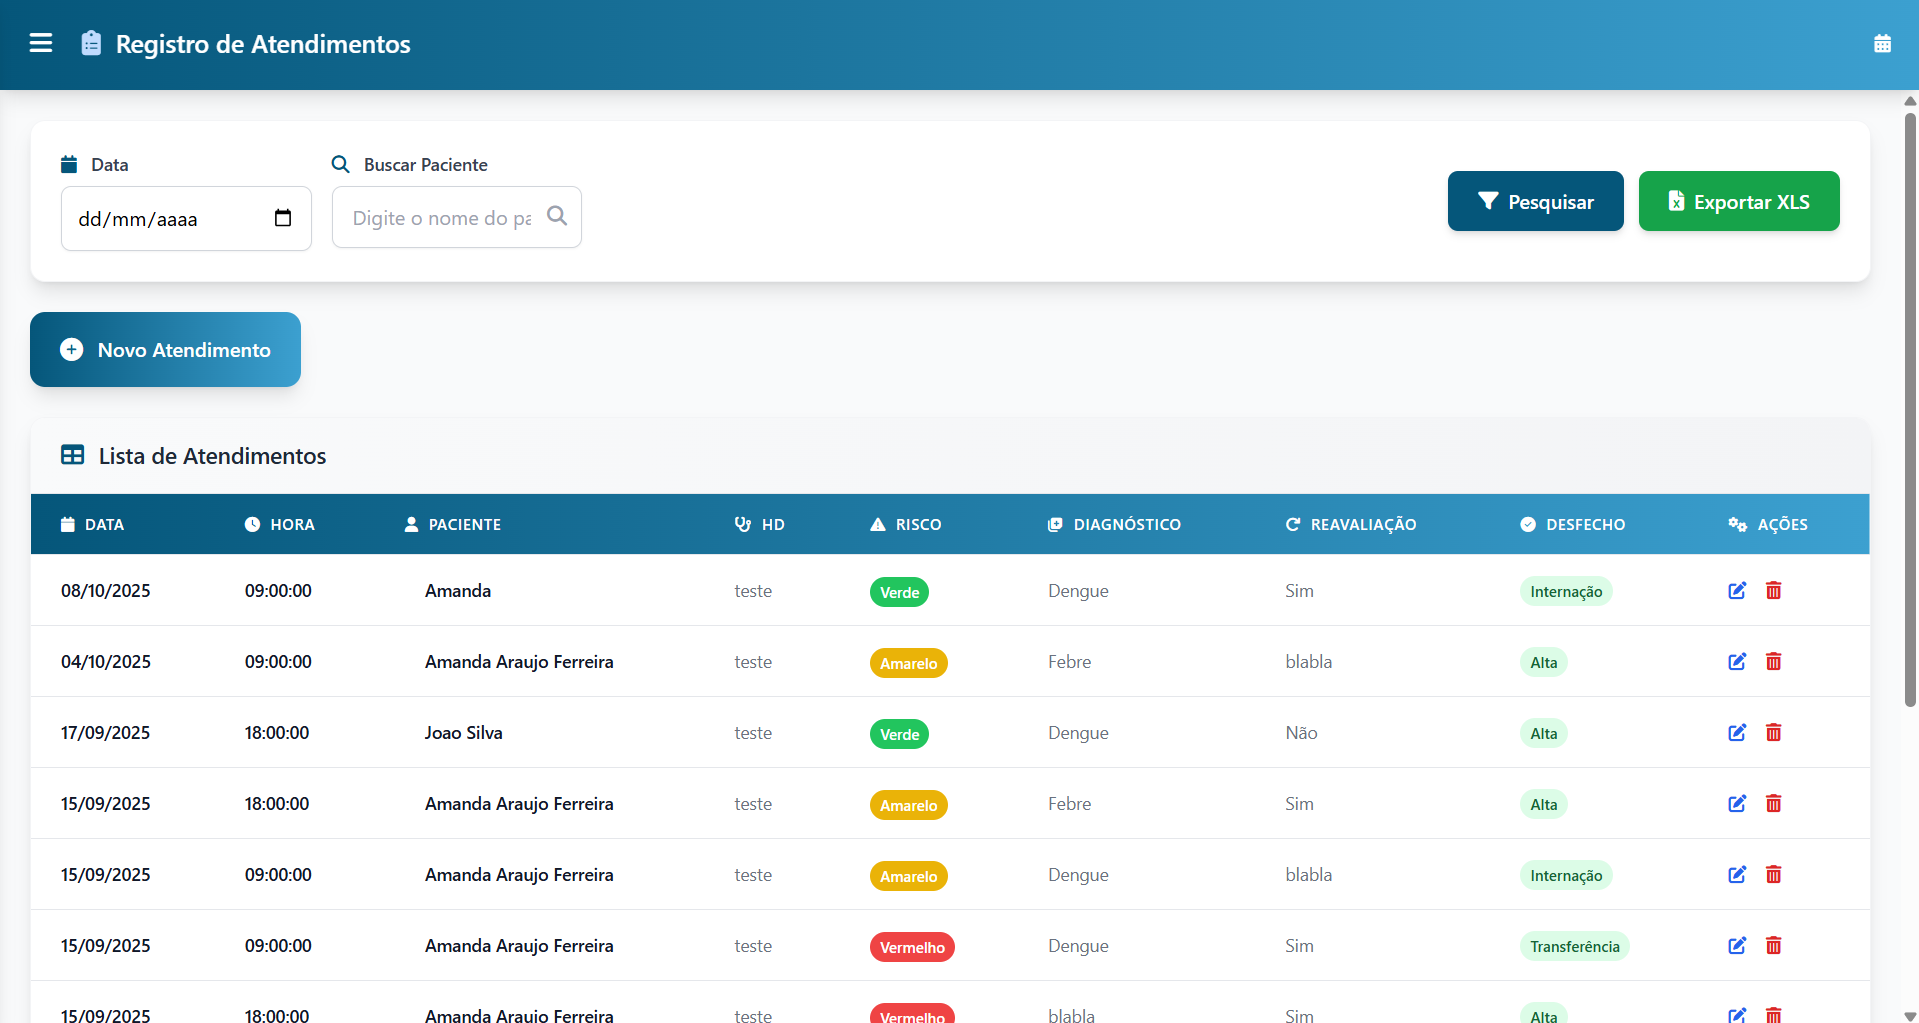 Registro de Atendimentos
Data
Buscar Paciente
dd/mm/aaaa
Digite o nome do pa
Pesquisar
Exportar XLS
Novo Atendimento
Lista de Atendimentos
DATA HORA PACIENTE HD RISCO DIAGNÓSTICO REAVALIAÇÃO DESFECHO AÇÕES
08/10/2025 09:00:00 Amanda teste Verde Dengue Sim Internação
04/10/2025 09:00:00 Amanda Araujo Ferreira teste Amarelo Febre blabla Alta
17/09/2025 18:00:00 Joao Silva teste Verde Dengue Não Alta
15/09/2025 18:00:00 Amanda Araujo Ferreira teste Amarelo Febre Sim Alta
15/09/2025 09:00:00 Amanda Araujo Ferreira teste Amarelo Dengue blabla Internação
15/09/2025 09:00:00 Amanda Araujo Ferreira teste Vermelho Dengue Sim Transferência
15/09/2025 18:00:00 Amanda Araujo Ferreira teste Vermelho blabla Sim Alta